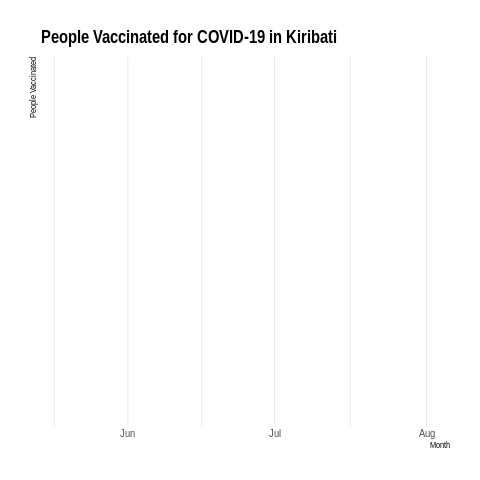 People Vaccinated for COVID-19 in Kiribati
People Vaccinated
Jun Jul Aug
Month